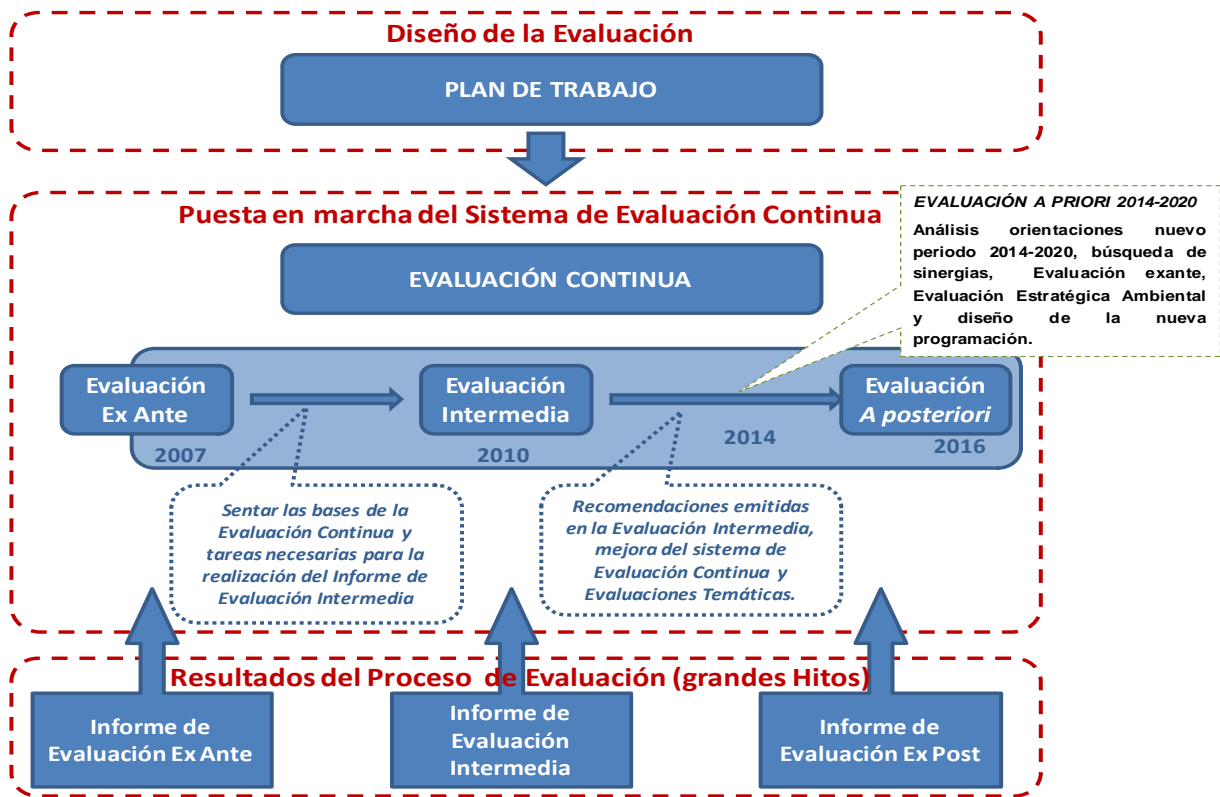 Diseño de la Evaluación
PLAN DE TRABAJO
Puesta en marcha del Sistema de Evaluación Continua
EVALUACIÓN CONTINUA
EVALUACIÓN A PRIORI 2014-2020
Análisis orientaciones nuevo
periodo 2014-2020, búsqueda de
sinergias, Evaluación exante,
Evaluación Estratégica Ambiental
y diseño de la nueva
programación.
Evaluación
Ex Ante
Evaluación
Intermedia
Evaluación
A posteriori
2007
2010
2014
2016
Sentar las bases de la
Evaluación Continua y
tareas necesarias para la
realización del Informe de
Evaluación Intermedia
Recomendaciones emitidas
en la Evaluación Intermedia,
mejora del sistema de
Evaluación Continua y
Evaluaciones Temáticas.
Resultados del Proceso de Evaluación (grandes Hitos)
Informe de
Evaluación Ex Ante
Informe de
Evaluación
Intermedia
Informe de
Evaluación Ex Post